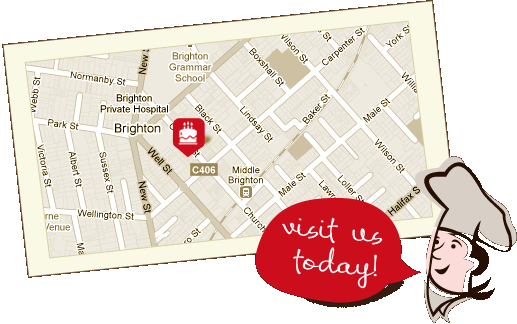 York St
Wilson St
Carpenter St
New St
Brighton
Grammar
School
Boxshall St
Normanby St
Webb St
Brighton
Private Hospital
Black St
Lindsay St
Baker St
Male St
Park St
Brighton
Well St
Wilson St
Victoria St
Albert St
Sussex St
C406
Middle
Brighton
Male St
Loller St
Halifax S
New St
Wellington St
Church
visit us
today!